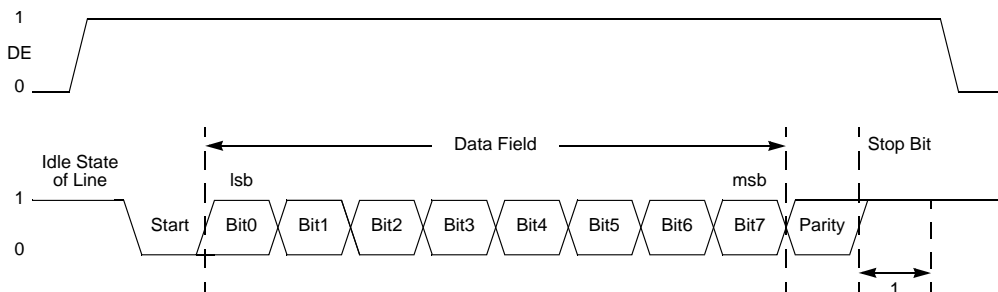 1
DE
0
Data Field
Stop Bit
Idle State
of Line
lsb
msb
1
Start
Bit0
Bit1
Bit2
Bit3
Bit4
Bit5
Bit6
Bit7
Parity
0
1